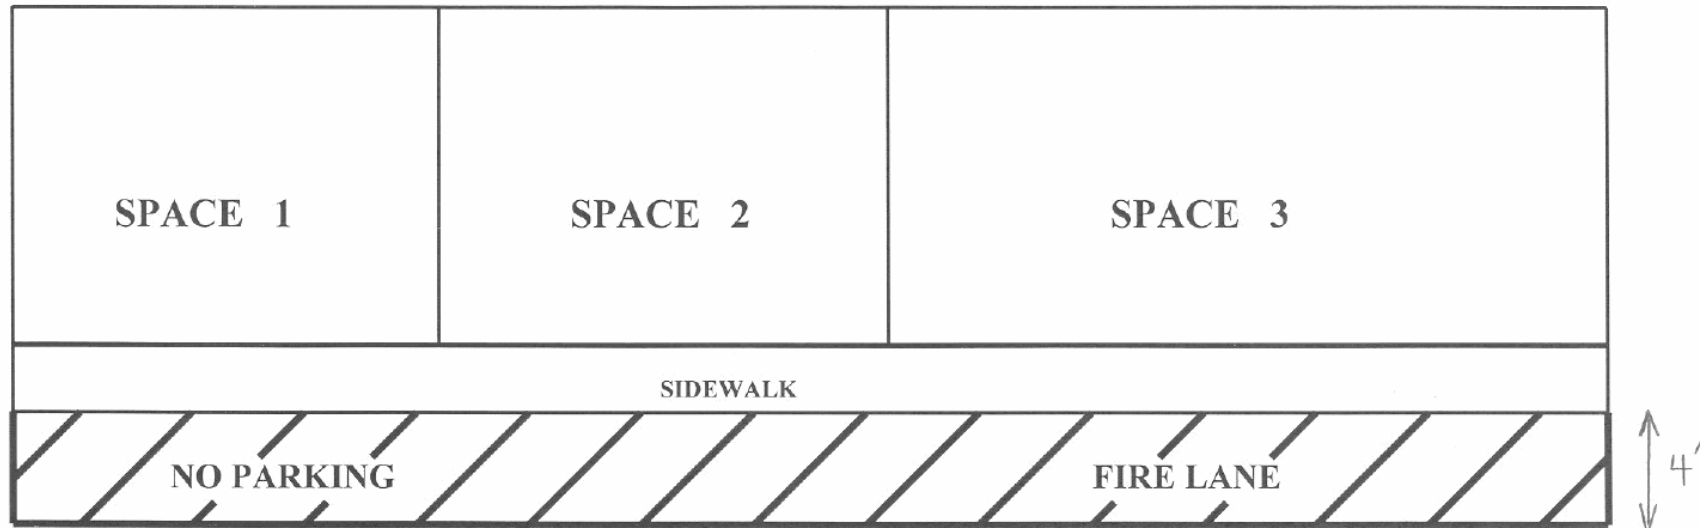 SPACE 1
SPACE 2
SPACE 3
SIDEWALK
NO PARKING
FIRE LANE
4'